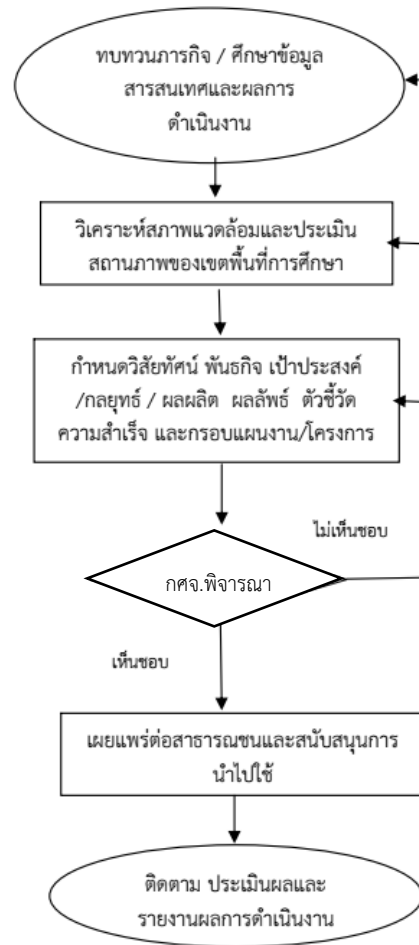 ทบทวนภารกิจ / ศึกษาข้อมูล
สารสนเทศและผลการ
ดำเนินงาน
วิเคราะห์สภาพแวดล้อมและประเมิน
สถานภาพของเขตพื้นที่การศึกษา
กำหนดวิสัยทัศน์ พันธกิจ เป้าประสงค์
/กลยุทธ์ / ผลผลิต ผลลัพธ์ ตัวชี้วัด
ความสำเร็จ และกรอบแผนงาน/โครงการ
ไม่เห็นชอบ
กศจ.พิจารณา
เห็นชอบ
เผยแพร่ต่อสาธารณชนและสนับสนุนการ
นำไปใช้
ติดตาม ประเมินผลและ
รายงานผลการดำเนินงาน